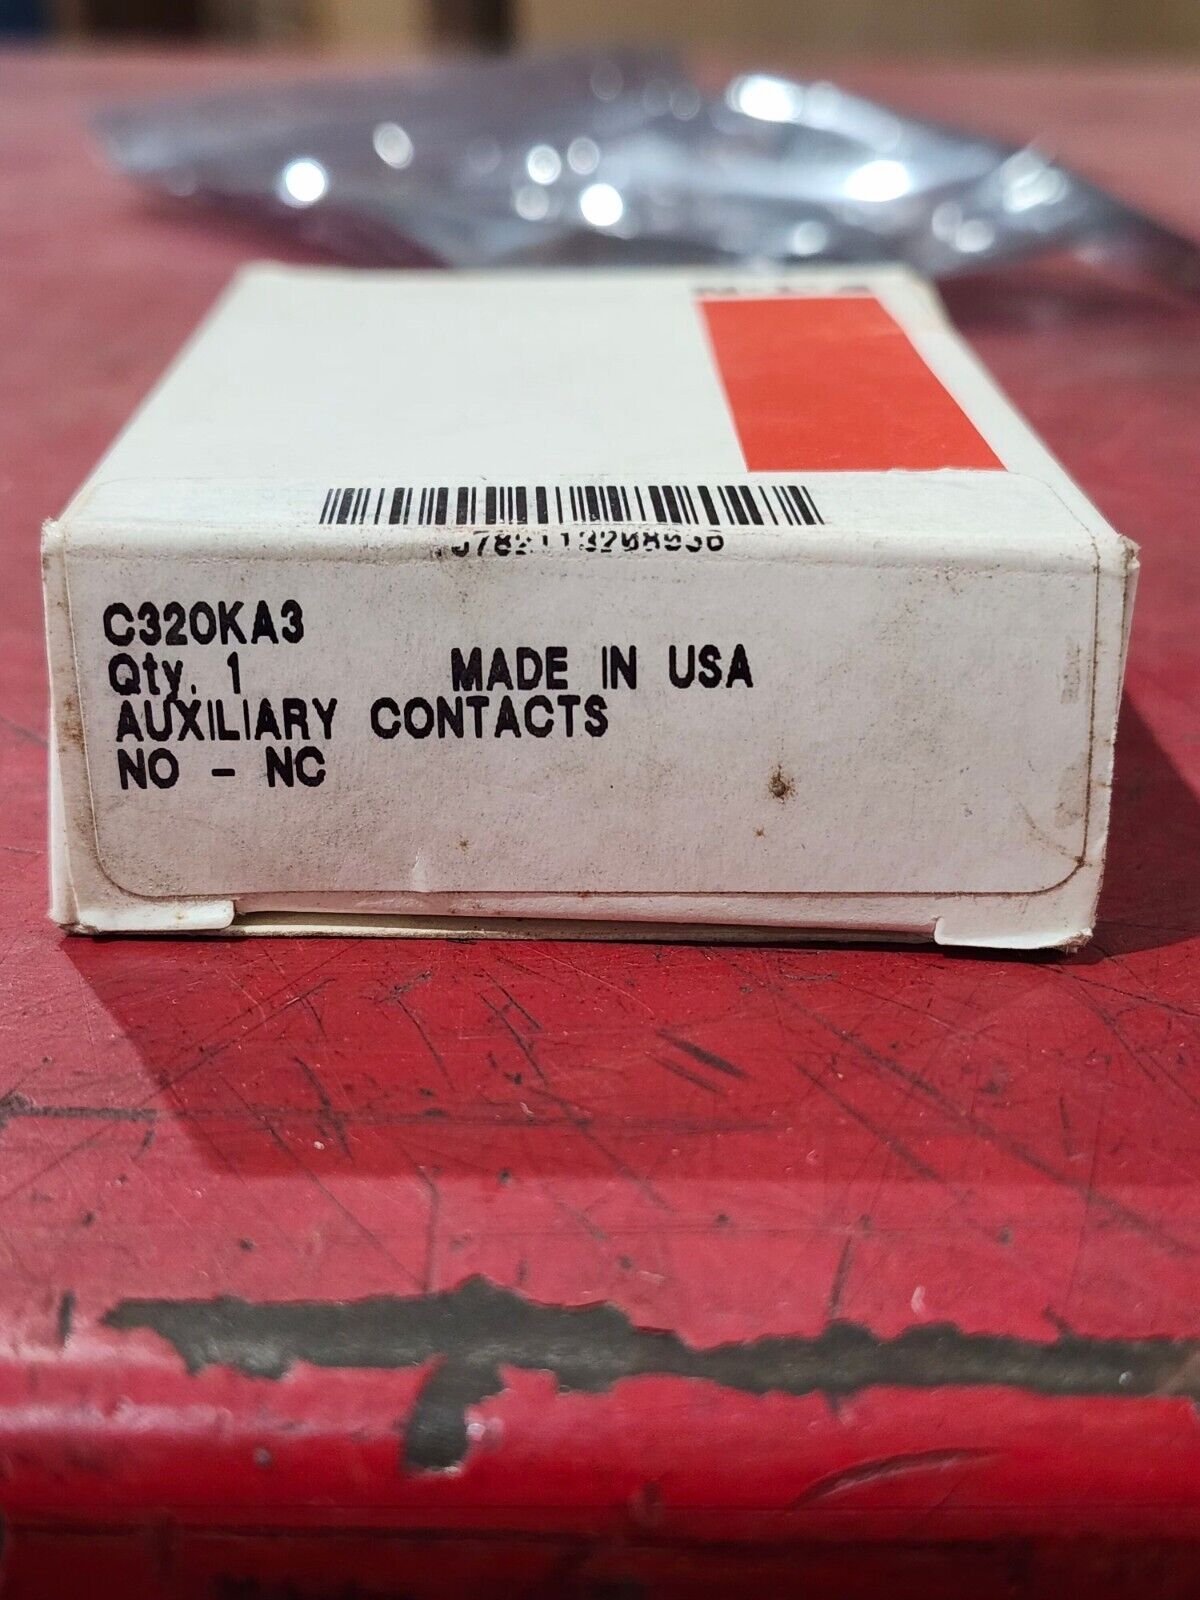 C320KA3
Qty. 1 MADE IN USA
AUXILIARY CONTACTS
NO - NC